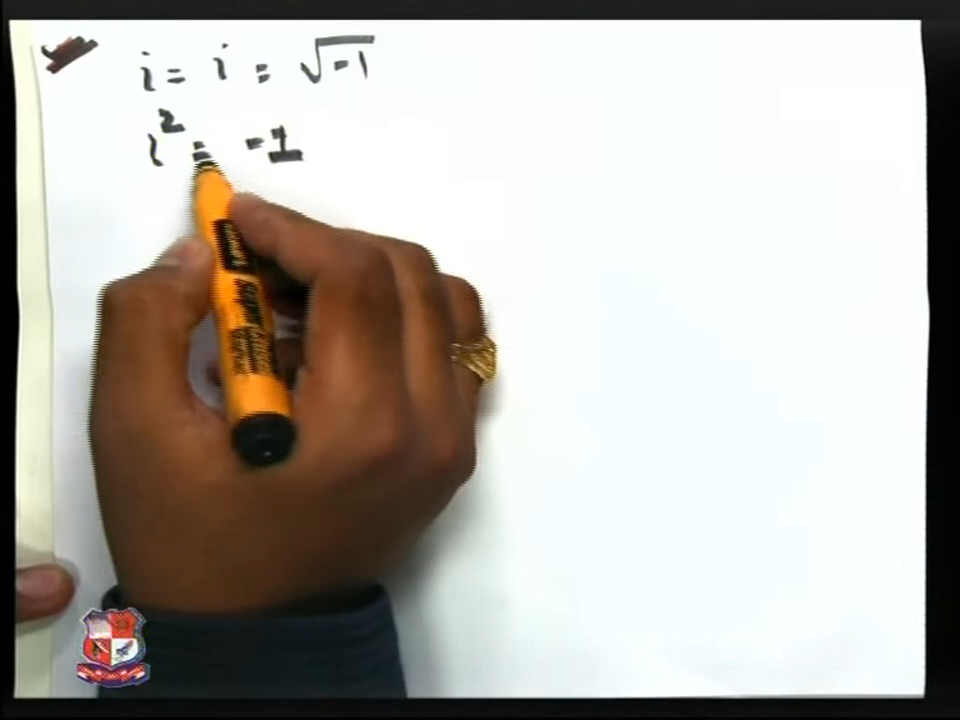 i = i = √-1
i² = -1